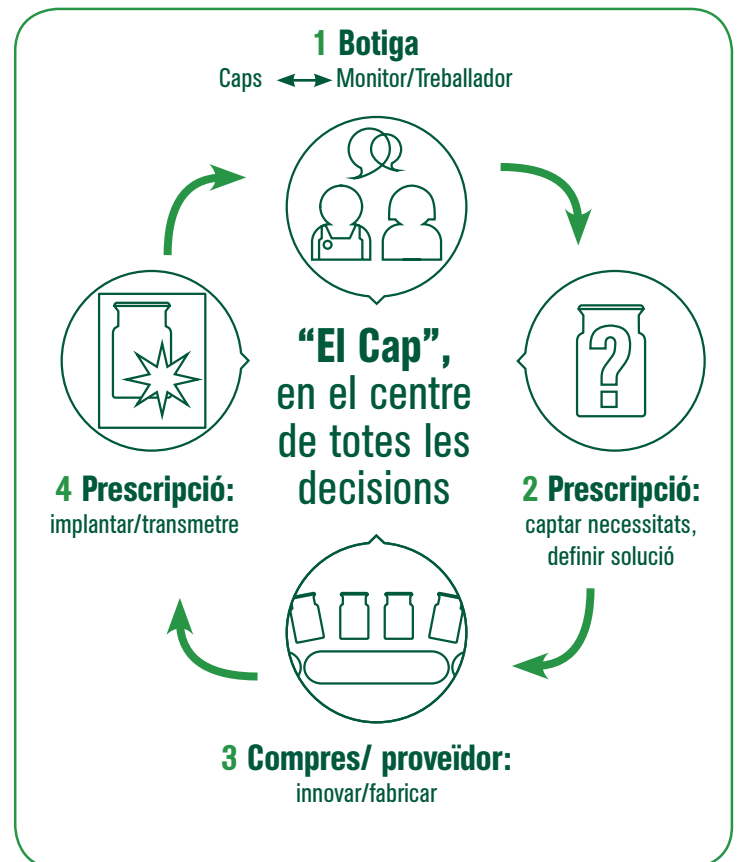 1 Botiga
Caps ↔ Monitor/Treballador
“El Cap”,
en el centre
de totes les
decisions
?
2 Prescripció:
captar necessitats,
definir solució
3 Compres/ proveïdor:
innovar/fabricar
4 Prescripció:
implantar/transmetre